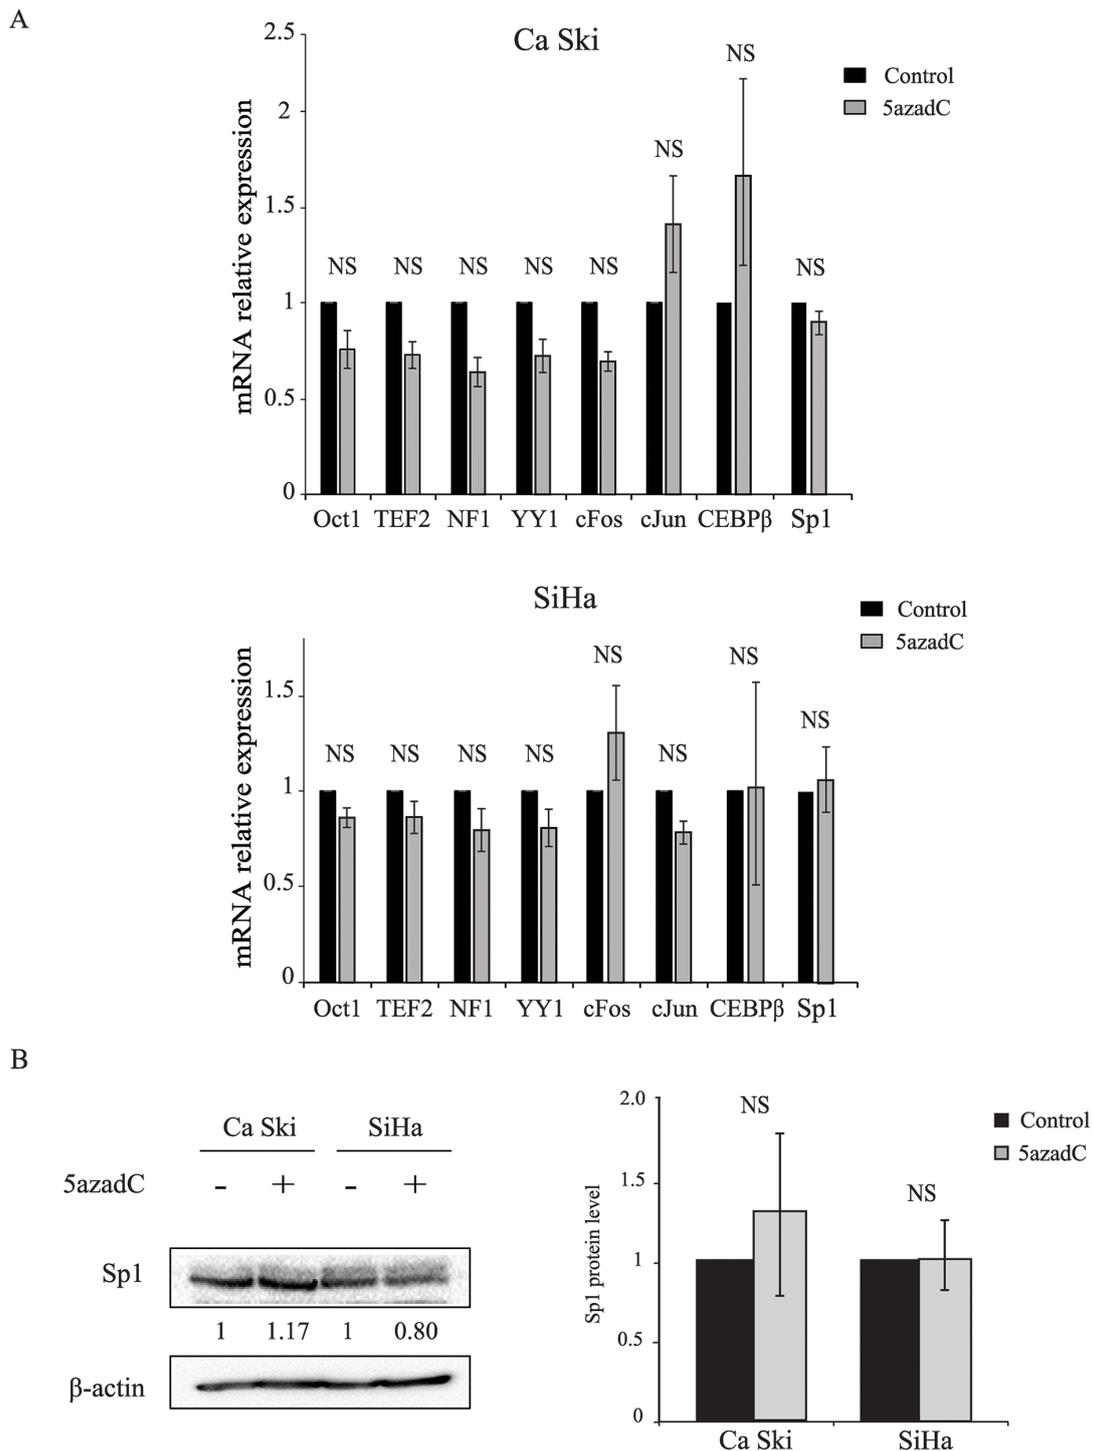 A
Ca Ski
Control
5azadC
mRNA relative expression
2.5
2
1.5
1
0.5
0
NS NS NS NS NS NS NS NS
Oct1 TEF2 NF1 YY1 cFos cJun CEBPβ Sp1
SiHa
Control
5azadC
mRNA relative expression
1.5
1
0.5
0
NS NS NS NS NS NS NS NS
Oct1 TEF2 NF1 YY1 cFos cJun CEBPβ Sp1
B
Ca Ski SiHa
5azadC - + - +
Sp1
1 1.17 1 0.80
β-actin
Sp1 protein level
2.0
1.5
1
0.5
0
NS NS
Control
5azadC
Ca Ski SiHa